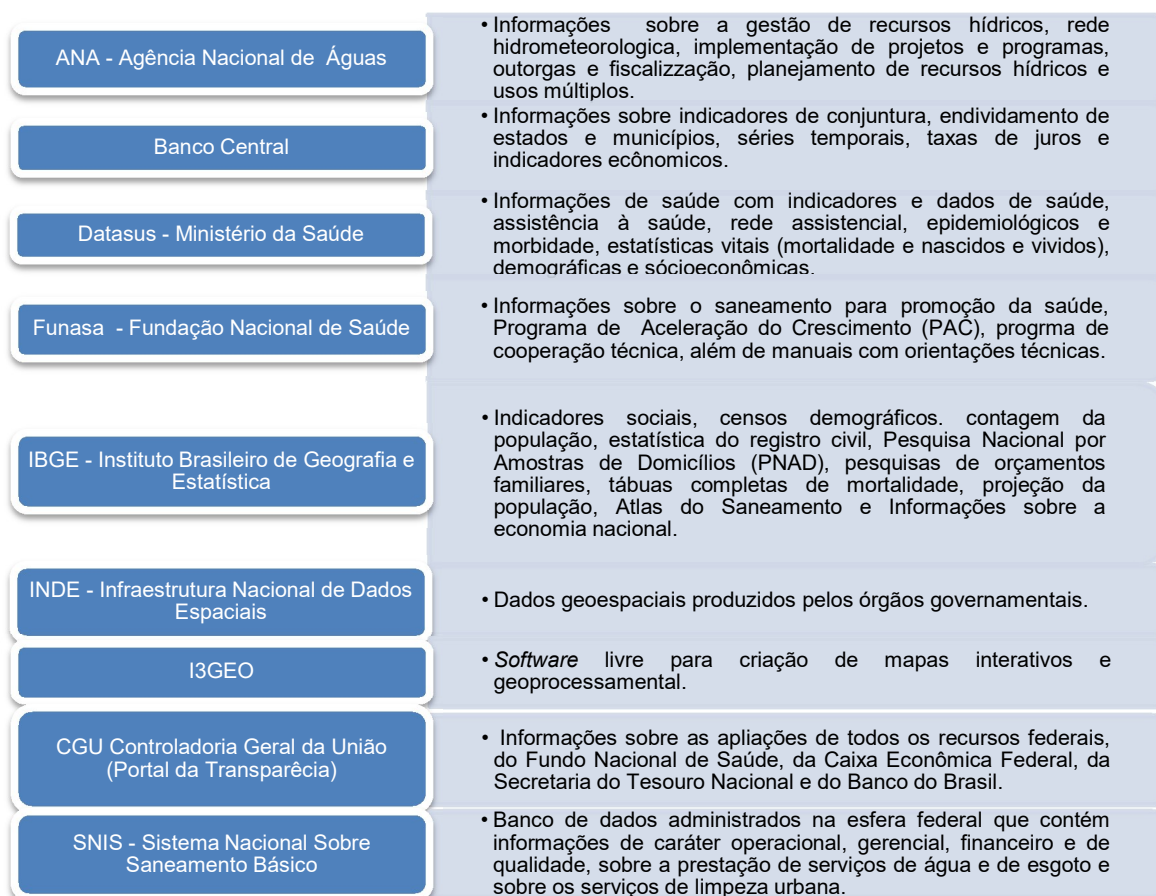 ANA - Agência Nacional de Águas
• Informações sobre a gestão de recursos hídricos, rede
hidrometeorologica, implementação de projetos e programas,
outorgas e fiscalizzação, planejamento de recursos hídricos e
usos múltiplos.
Banco Central
• Informações sobre indicadores de conjuntura, endividamento de
estados e municípios, séries temporais, taxas de juros e
indicadores ecônomicos.
Datasus - Ministério da Saúde
• Informações de saúde com indicadores e dados de saúde,
assistência à saúde, rede assistencial, epidemiológicos e
morbidade, estatísticas vitais (mortalidade e nascidos e vividos),
demográficas e sócioeconômicas.
Funasa - Fundação Nacional de Saúde
• Informações sobre o saneamento para promoção da saúde,
Programa de Aceleração do Crescimento (PAC), progrma de
cooperação técnica, além de manuais com orientações técnicas.
IBGE - Instituto Brasileiro de Geografia e
Estatística
• Indicadores sociais, censos demográficos. contagem da
população, estatística do registro civil, Pesquisa Nacional por
Amostras de Domicílios (PNAD), pesquisas de orçamentos
familiares, tábuas completas de mortalidade, projeção da
população, Atlas do Saneamento e Informações sobre a
economia nacional.
INDE - Infraestrutura Nacional de Dados
Espaciais
• Dados geoespaciais produzidos pelos órgãos governamentais.
I3GEO
• Software livre para criação de mapas interativos e
geoprocessamental.
CGU Controladoria Geral da União
(Portal da Transparêcia)
• Informações sobre as apliações de todos os recursos federais,
do Fundo Nacional de Saúde, da Caixa Econômica Federal, da
Secretaria do Tesouro Nacional e do Banco do Brasil.
SNIS - Sistema Nacional Sobre
Saneamento Básico
• Banco de dados administrados na esfera federal que contém
informações de caráter operacional, gerencial, financeiro e de
qualidade, sobre a prestação de serviços de água e de esgoto e
sobre os serviços de limpeza urbana.